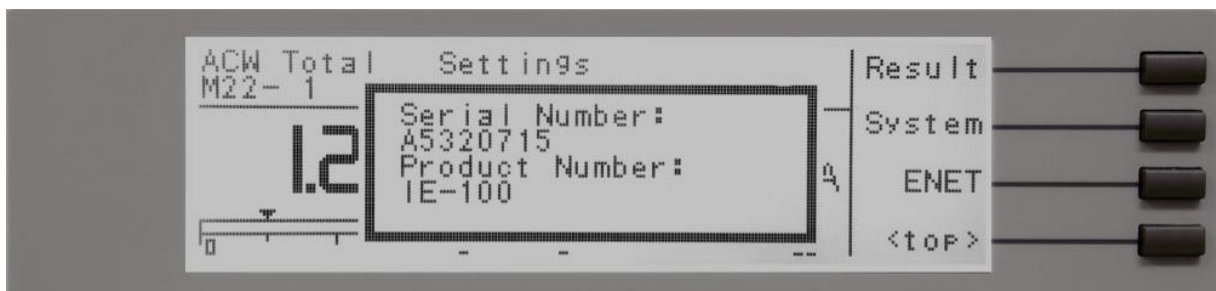 ACW Total Settings
M22- 1
1.2
Serial Number:
A5320715
Product Number:
IE-100
A
0
Result
System
ENET
<top>